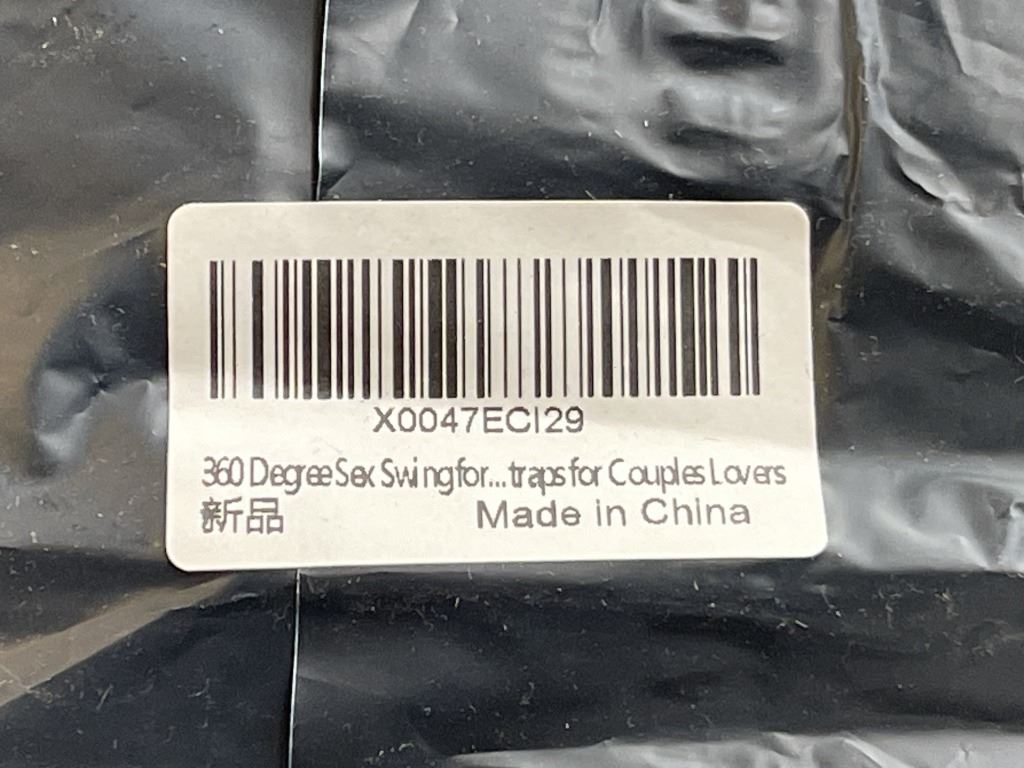 X0047ECI29
360 Degree Sex Swing for...traps for Couples Lovers
新品
Made in China